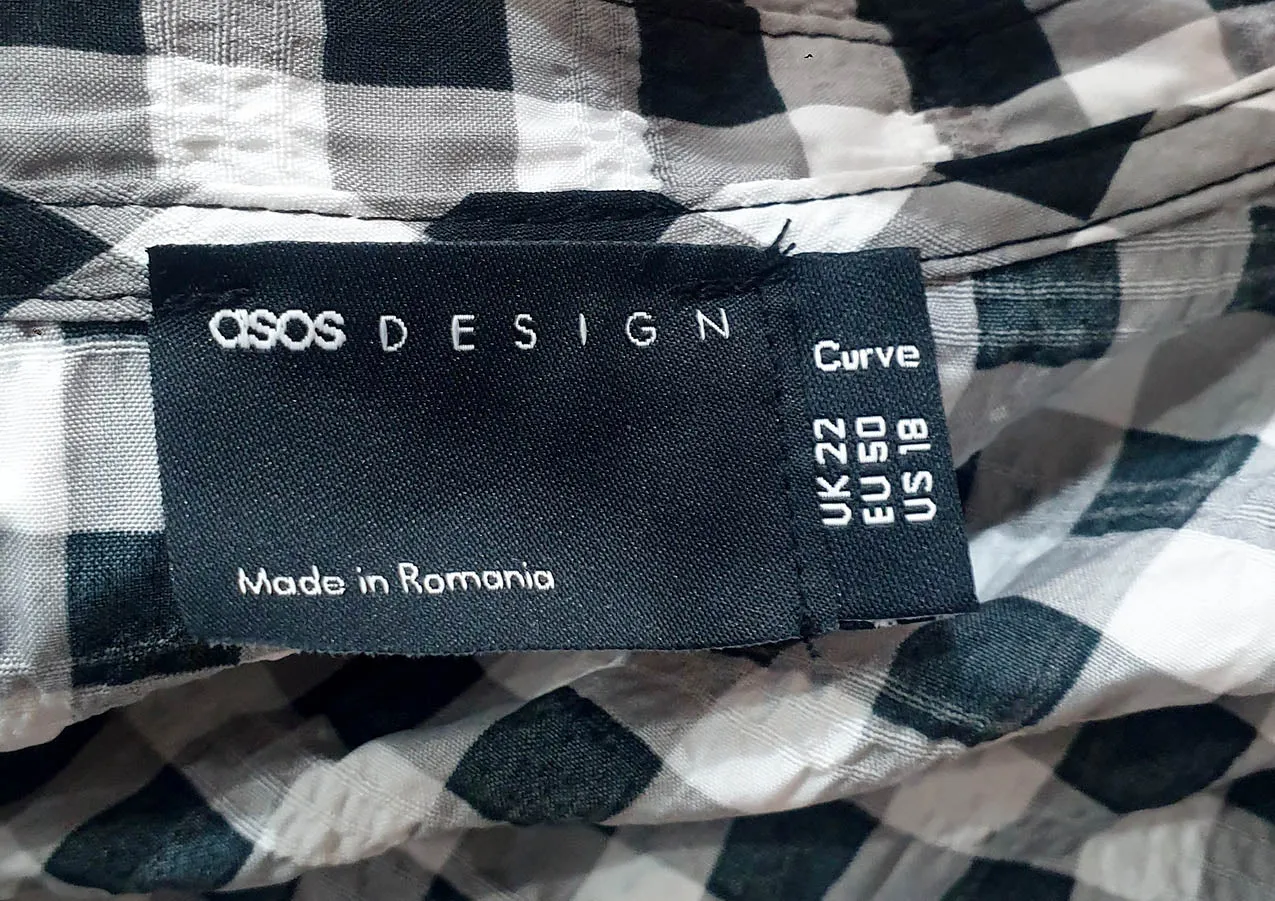 asos DESIGN
Made in Romania
Curve
UK 22
EU 50
US 18